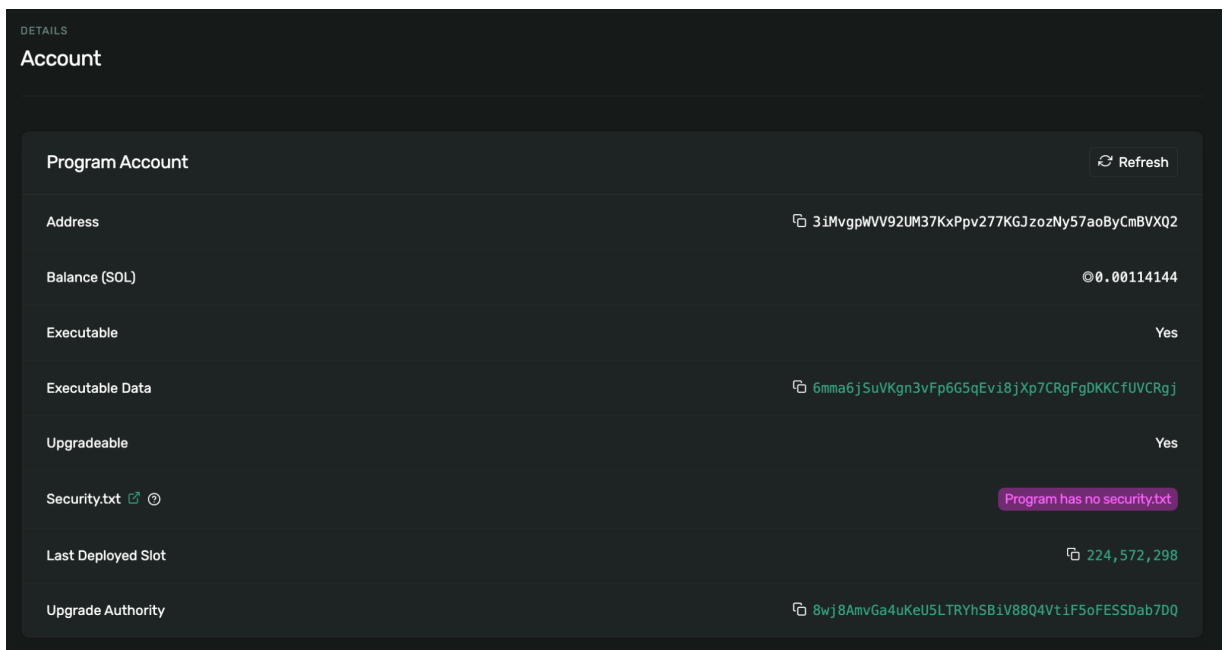 DETAILS
Account
Program Account
Refresh
Address 3iMvgpWVV92UM37KxPpv277KGJzozNy57aoByCmBVXQ2
Balance (SOL) ◎0.00114144
Executable Yes
Executable Data 6mma6jSuVKgn3vFp6G5qEvi8jXp7CRgFgDKKCfUVCRgj
Upgradeable Yes
Security.txt Program has no security.txt
Last Deployed Slot 224,572,298
Upgrade Authority 8wj8AmvGa4uKeU5LTRYhSBiV88Q4VtiF5oFESSDab7DQ